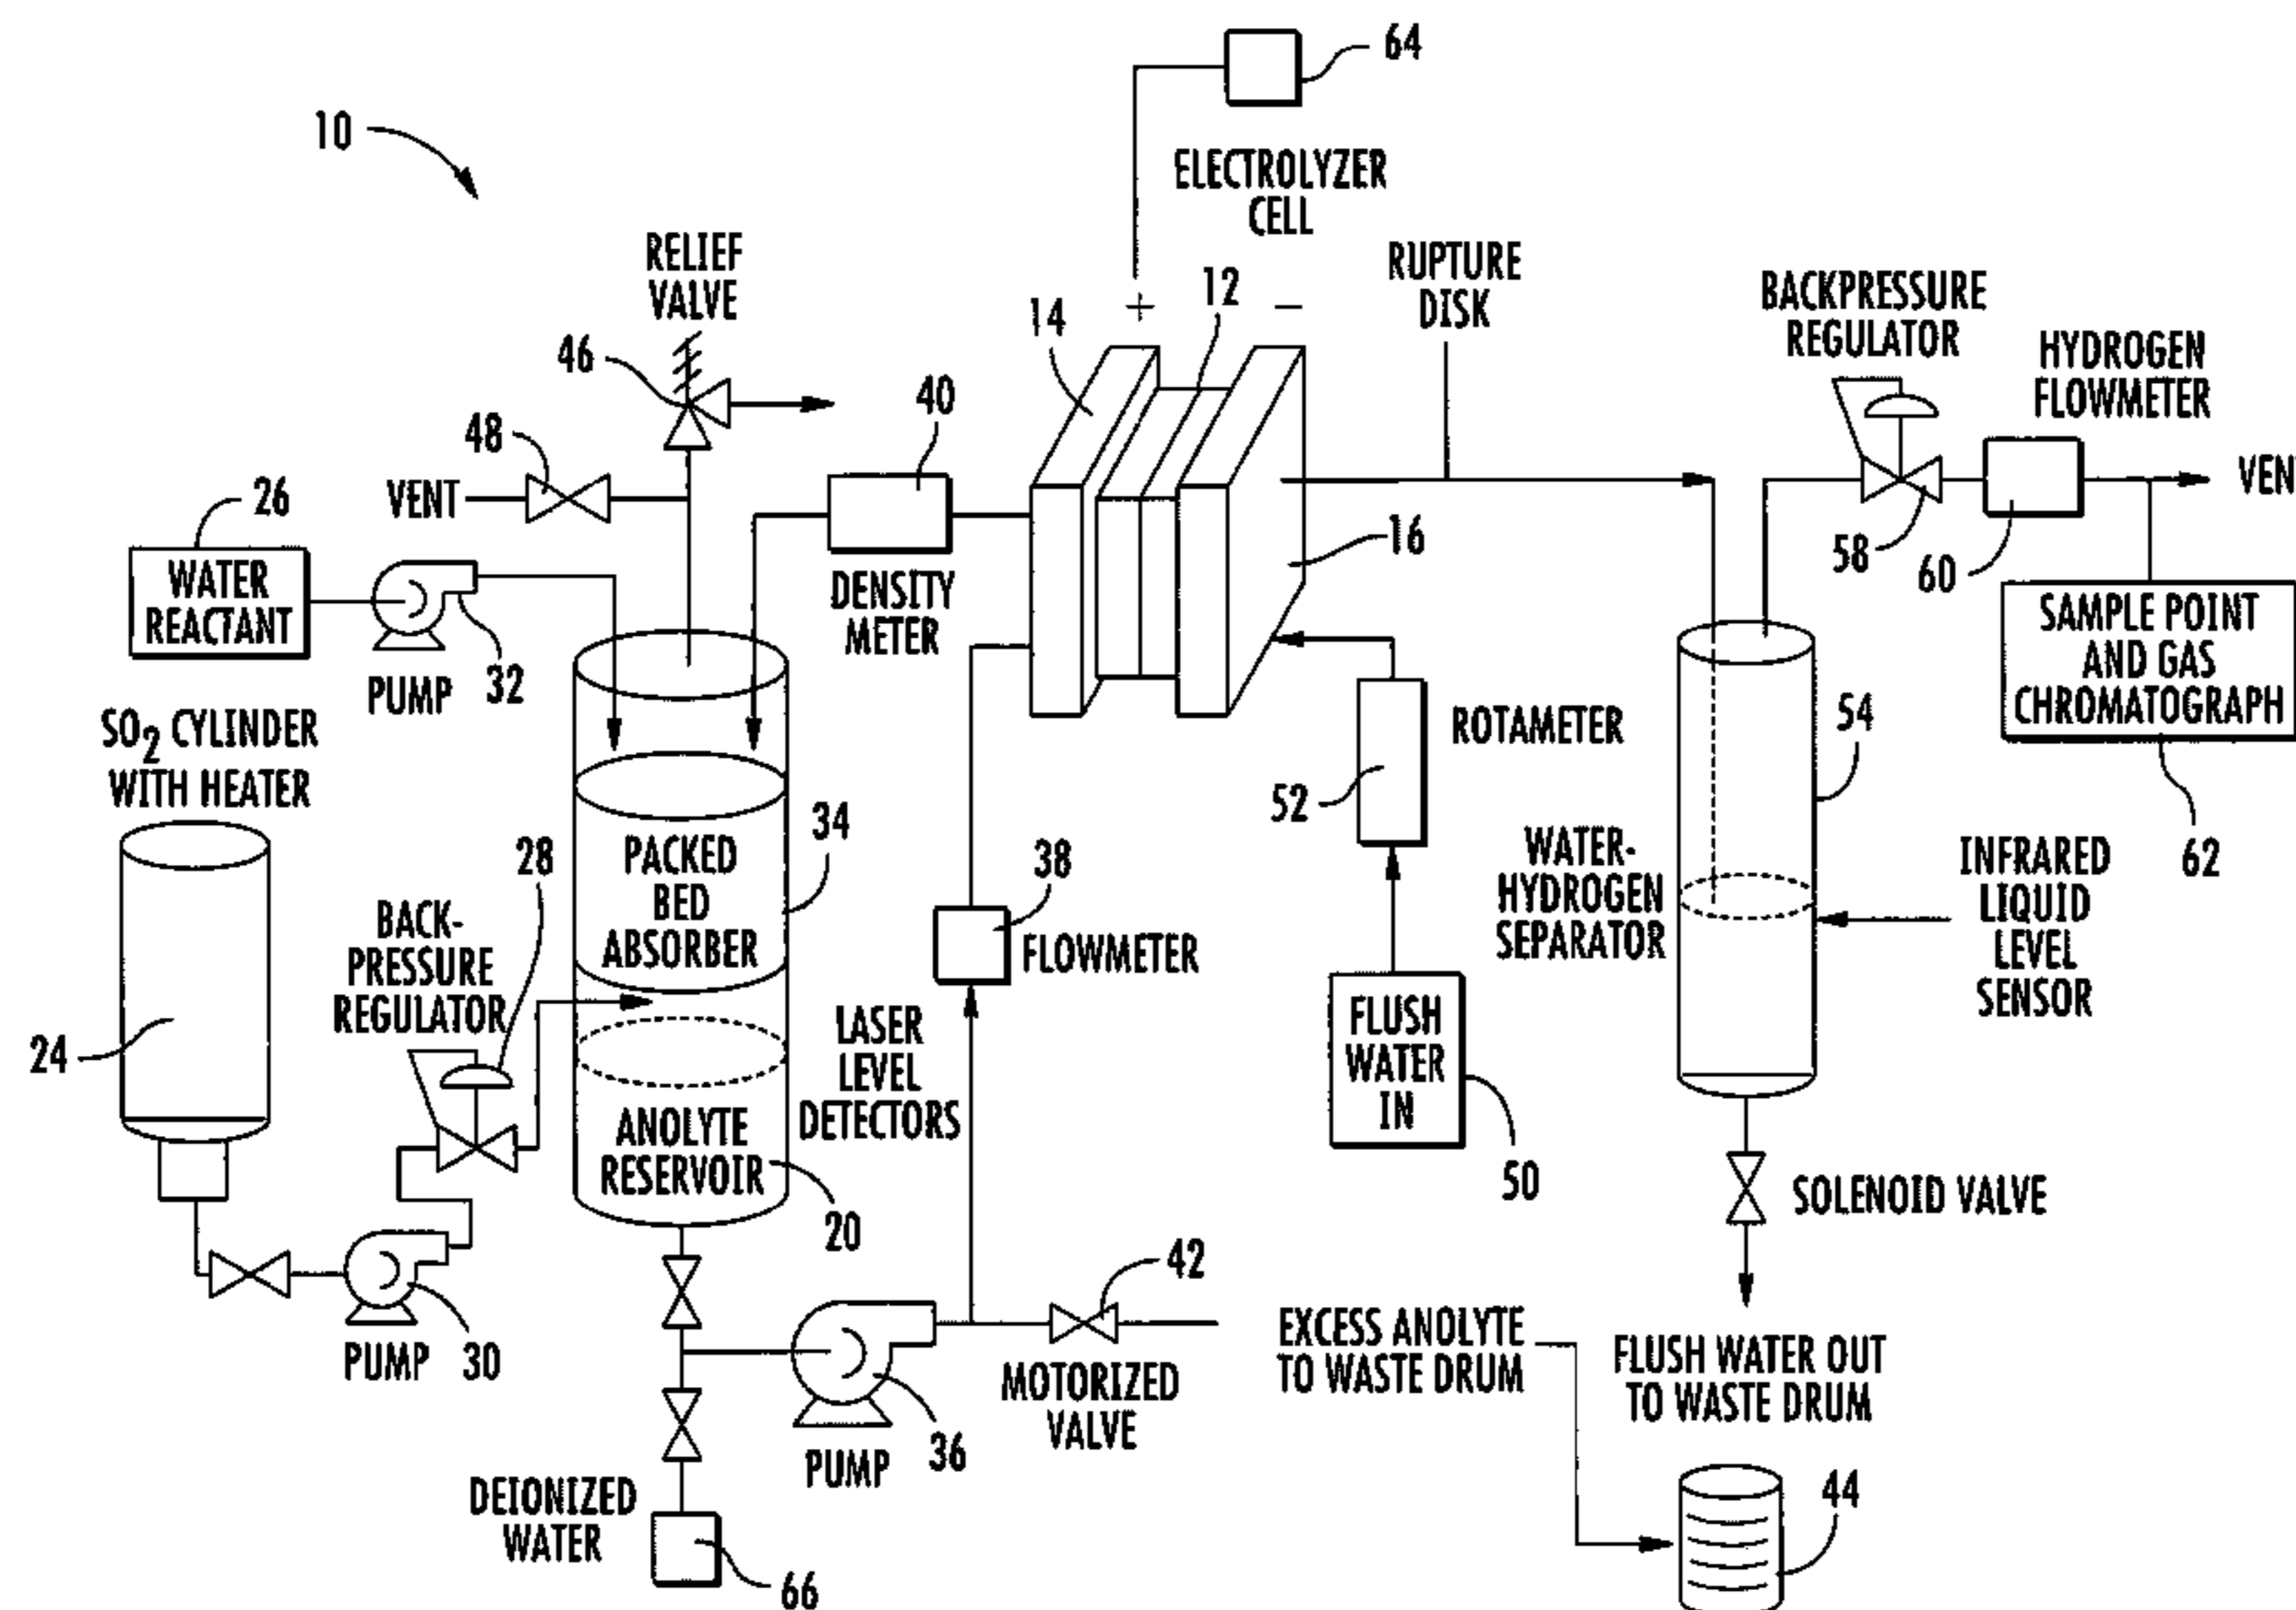 64
10
ELECTROLYZER
CELL
RELIEF
VALVE
RUPTURE
DISK
12
+
−
14
BACKPRESSURE
REGULATOR
46
HYDROGEN
FLOWMETER
40
48
VENT
26
VEN
WATER
REACTANT
16
58
60
DENSITY
METER
SAMPLE POINT
AND GAS
CHROMATOGRAPH
PUMP
32
SO2 CYLINDER
WITH HEATER
ROTAMETER
54
52
34
PACKED
BED
ABSORBER
28
38
WATER-
HYDROGEN
SEPARATOR
INFRARED
LIQUID
LEVEL
SENSOR
62
BACK-
PRESSURE
REGULATOR
FLOWMETER
24
LASER
LEVEL
DETECTORS
FLUSH
WATER
IN
ANOLYTE
RESERVOIR
50
20
SOLENOID VALVE
42
PUMP
30
EXCESS ANOLYTE
TO WASTE DRUM
FLUSH WATER OUT
TO WASTE DRUM
MOTORIZED
VALVE
PUMP
36
DEIONIZED
WATER
44
66